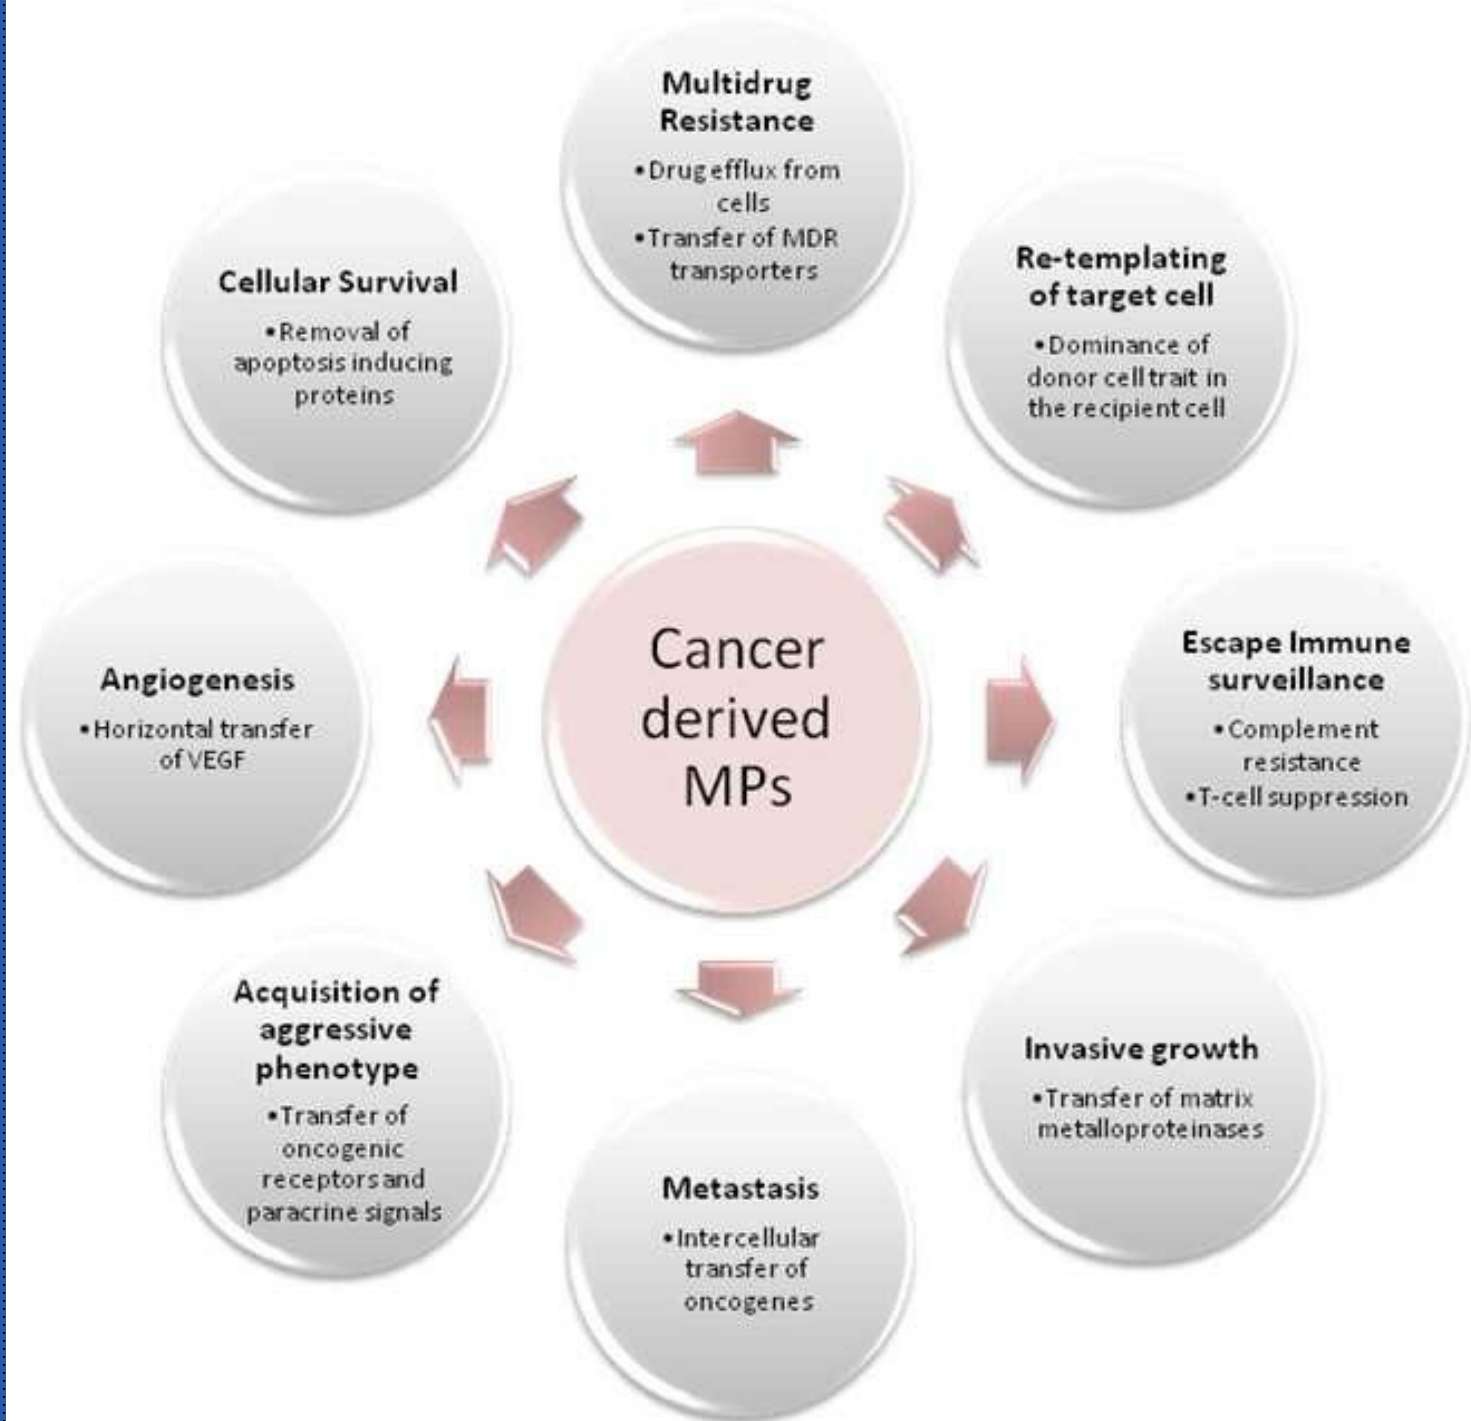 Multidrug
Resistance
•Drug efflux from
cells
•Transfer of MDR
transporters
Re-templating
of target cell
•Dominance of
donor cell trait in
the recipient cell
Escape Immune
surveillance
•Complement
resistance
•T-cell suppression
Invasive growth
•Transfer of matrix
metalloproteinases
Metastasis
•Intercellular
transfer of
oncogenes
Acquisition of
aggressive
phenotype
•Transfer of
oncogenic
receptors and
paracrine signals
Angiogenesis
•Horizontal transfer
of VEGF
Cellular Survival
•Removal of
apoptosis inducing
proteins
Cancer
derived
MPs